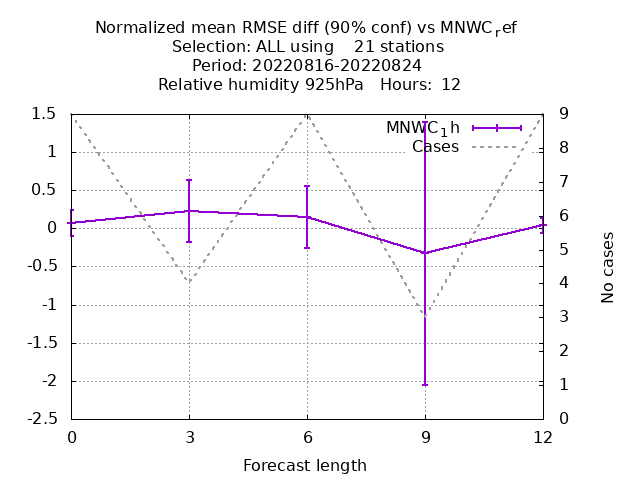 Normalized mean RMSE diff (90% conf) vs MNWCref
Selection: ALL using    21 stations
Period: 20220816-20220824
Relative humidity 925hPa   Hours:  12
MNWC1h
Cases
1.5
1
0.5
0
-0.5
-1
-1.5
-2
-2.5
9
8
7
6
5
4
3
2
1
0
No cases
0 3 6 9 12
Forecast length